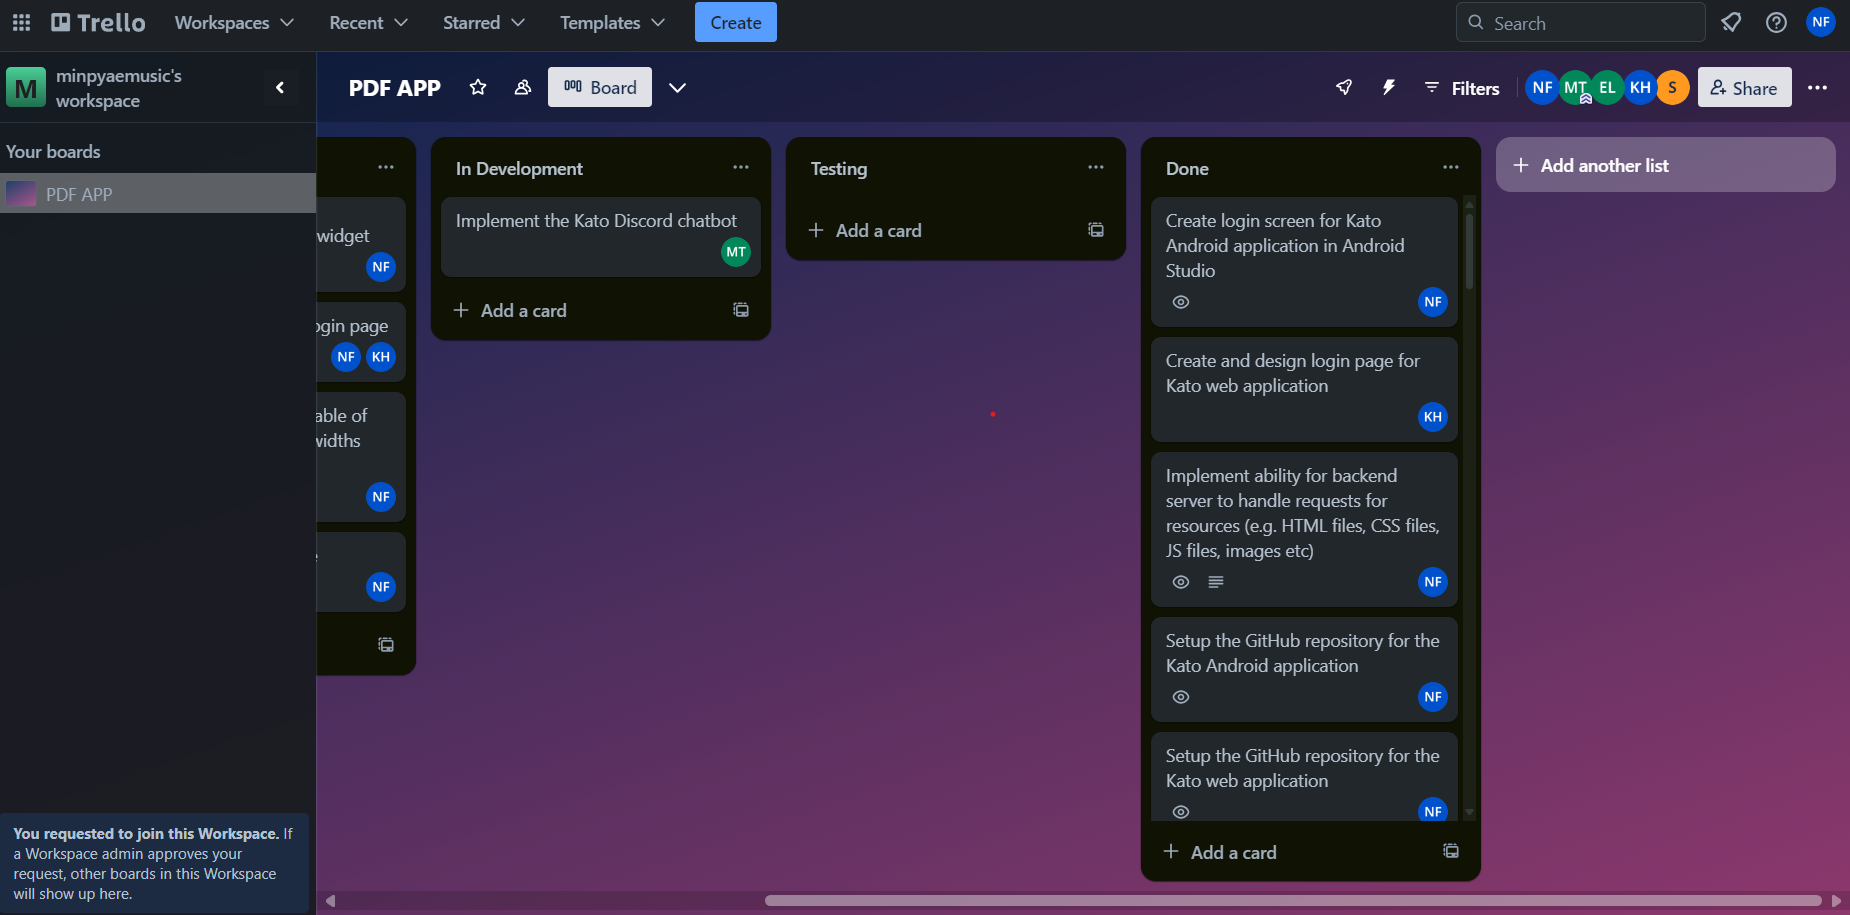 Trello
Workspaces
Recent
Starred
Templates
Create
Search
NF
M
minpyaemusic's
workspace
PDF APP
Board
Filters
NF
MT
EL
KH
S
Share
Your boards
PDF APP
You requested to join this Workspace. If
a Workspace admin approves your
request, other boards in this Workspace
will show up here.
widget
NF
login page
NF
KH
able of
widths
NF
NF
In Development
Implement the Kato Discord chatbot
MT
Add a card
Testing
Add a card
Done
Create login screen for Kato
Android application in Android
Studio
NF
Create and design login page for
Kato web application
KH
Implement ability for backend
server to handle requests for
resources (e.g. HTML files, CSS files,
JS files, images etc)
NF
Setup the GitHub repository for the
Kato Android application
NF
Setup the GitHub repository for the
Kato web application
NF
Add a card
Add another list